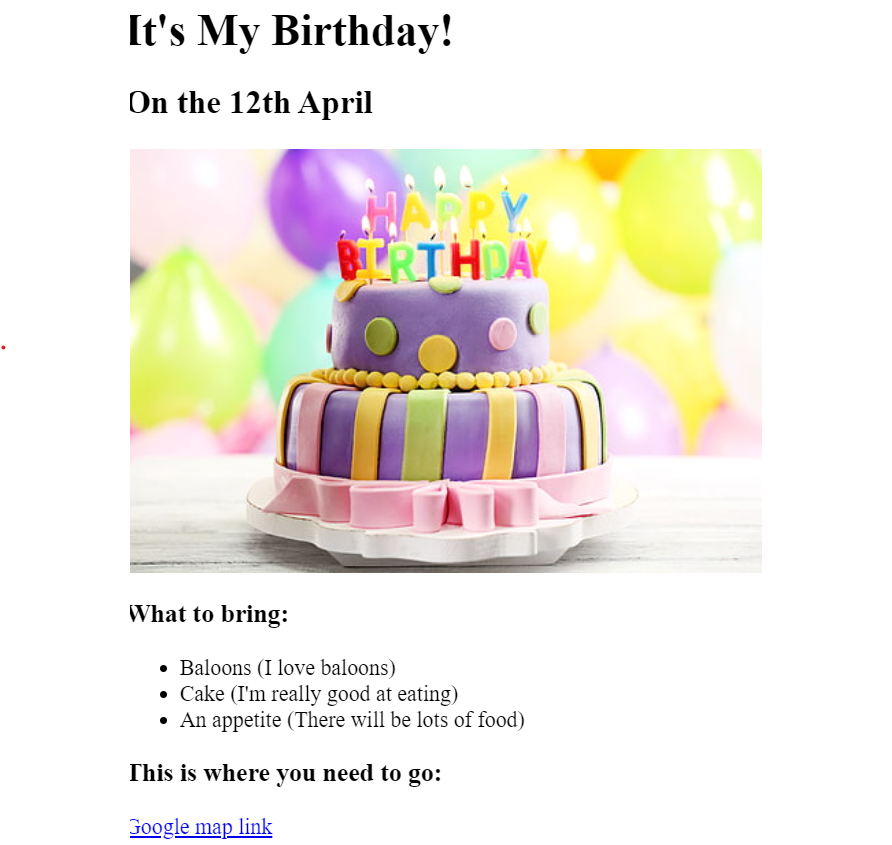 It's My Birthday!
On the 12th April
HAPPY
BIRTHDAY
What to bring:
Baloons (I love baloons)
Cake (I'm really good at eating)
An appetite (There will be lots of food)
This is where you need to go:
Google map link